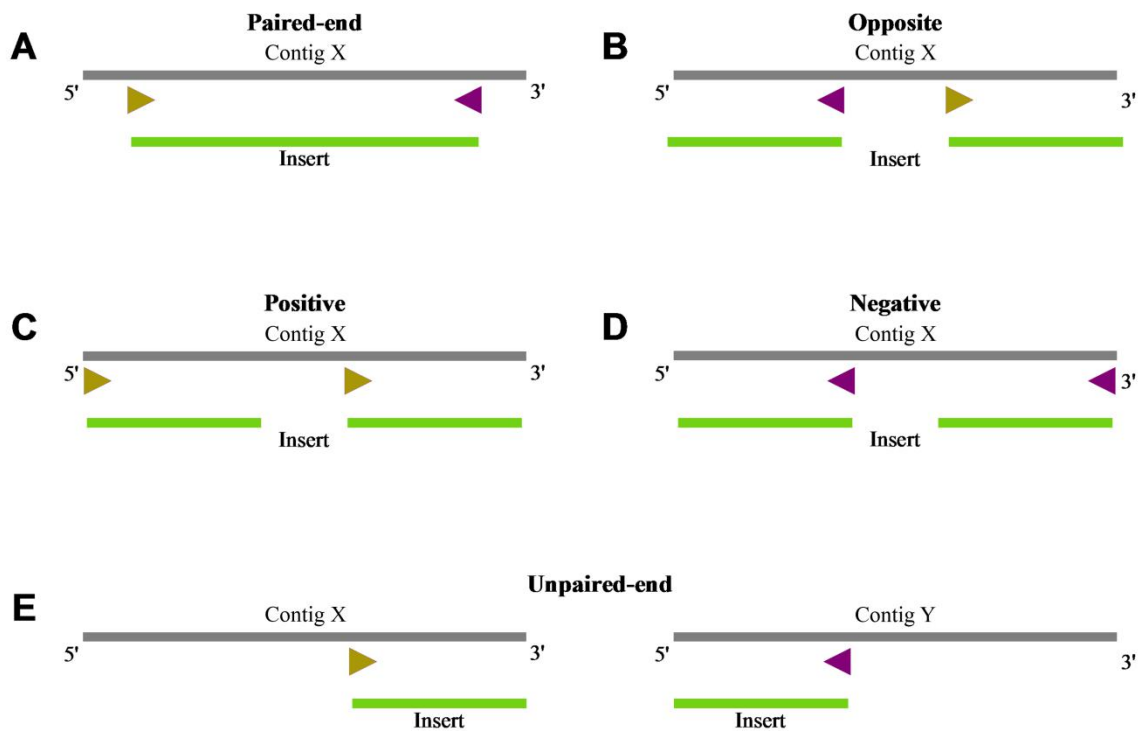 A
Paired-end
Contig X
5'
3'
Insert
B
Opposite
Contig X
5'
3'
Insert
C
Positive
Contig X
5'
3'
Insert
D
Negative
Contig X
5'
3'
Insert
E
Unpaired-end
Contig X
5'
3'
Insert
Contig Y
5'
3'
Insert